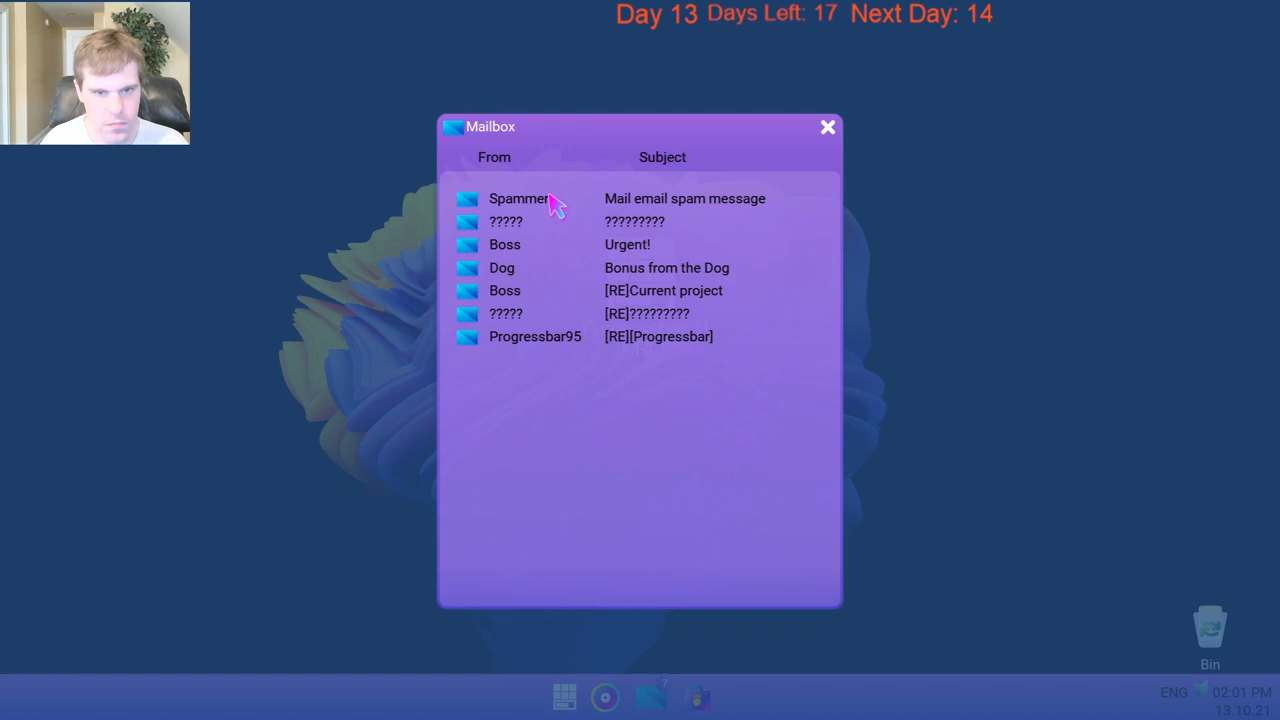 Day 13 Days Left: 17 Next Day: 14
Mailbox
From Subject
Spammer Mail email spam message
????? ?????????
Boss Urgent!
Dog Bonus from the Dog
Boss [RE]Current project
????? [RE]?????????
Progressbar95 [RE][Progressbar]
Bin
7
ENG 02:01 PM
13.10.21